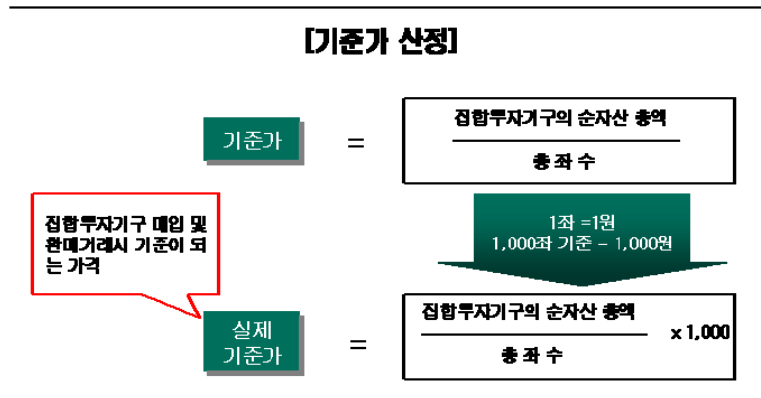 [기준가 산정]
기준가 = 집합투자기구의 순자산 총액
총 좌 수
1좌 =1원
1,000좌 기준 – 1,000원
집합투자기구 매입 및
환매거래시 기준이 되
는 가격
실제
기준가 = 집합투자기구의 순자산 총액
총 좌 수
x 1,000